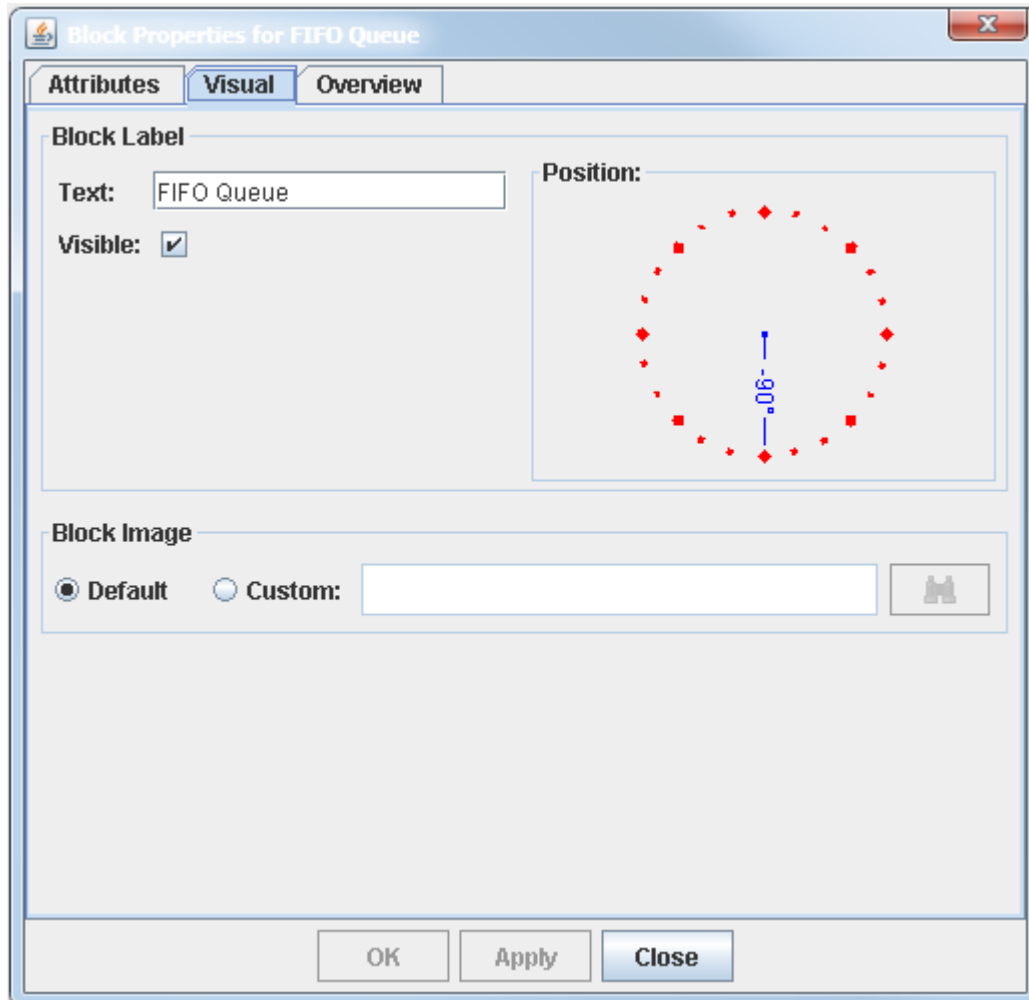 Block Properties for FIFO Queue
Attributes Visual Overview
Block Label
Text: FIFO Queue
Position:
Visible:
-90°
Block Image
Default Custom:
OK Apply Close